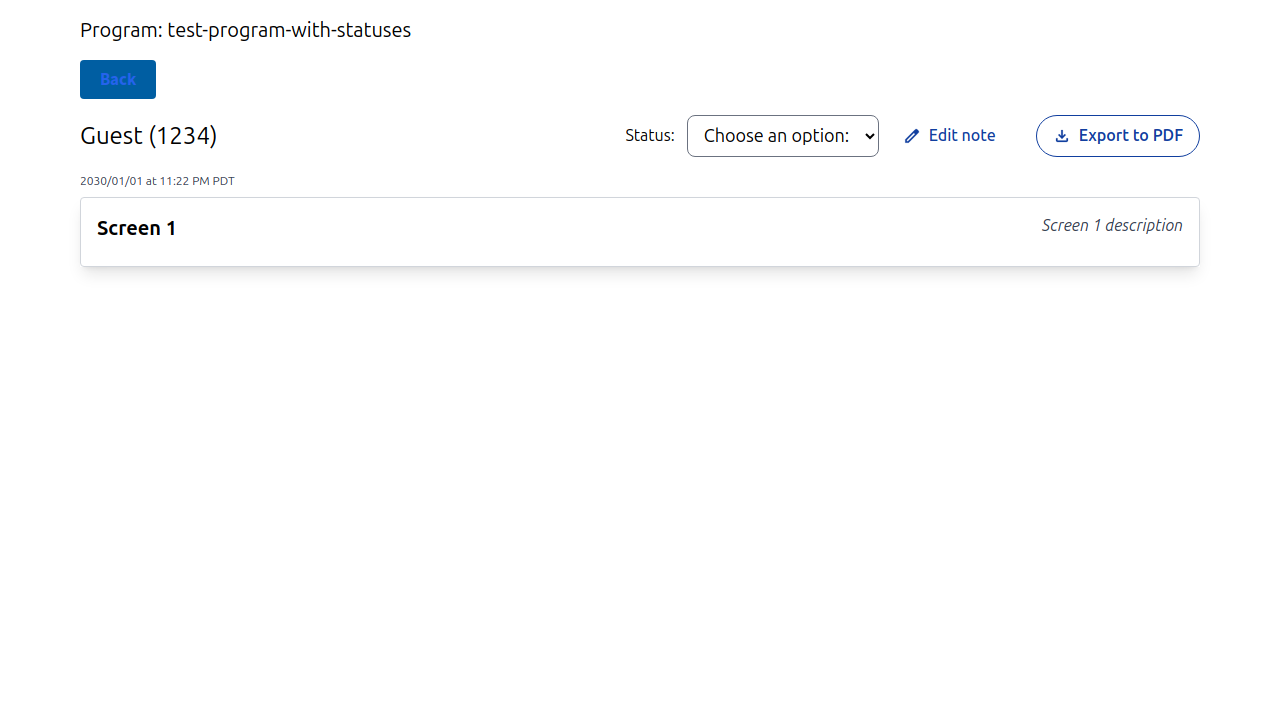 Program: test-program-with-statuses
Back
Guest (1234)
Status: Choose an option: Edit note Export to PDF
2030/01/01 at 11:22 PM PDT
Screen 1 Screen 1 description